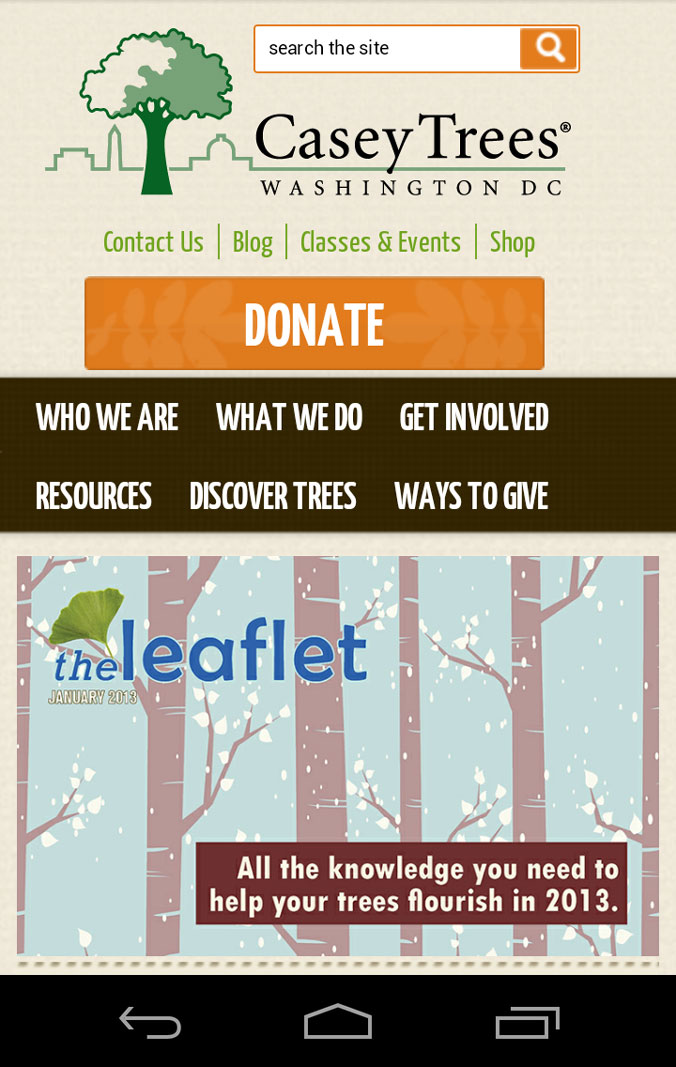 search the site
Casey Trees®
WASHINGTON DC
Contact Us Blog Classes & Events Shop
DONATE
WHO WE ARE WHAT WE DO GET INVOLVED
RESOURCES DISCOVER TREES WAYS TO GIVE
the leaflet
JANUARY 2013
All the knowledge you need to
help your trees flourish in 2013.